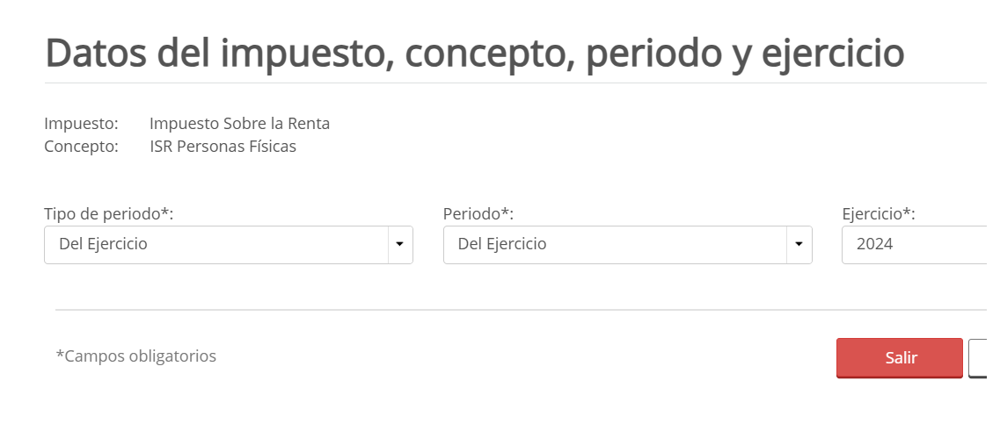 Datos del impuesto, concepto, periodo y ejercicio
Impuesto: Impuesto Sobre la Renta
Concepto: ISR Personas Físicas
Tipo de periodo*: Periodo*: Ejercicio*:
Del Ejercicio Del Ejercicio 2024
*Campos obligatorios Salir